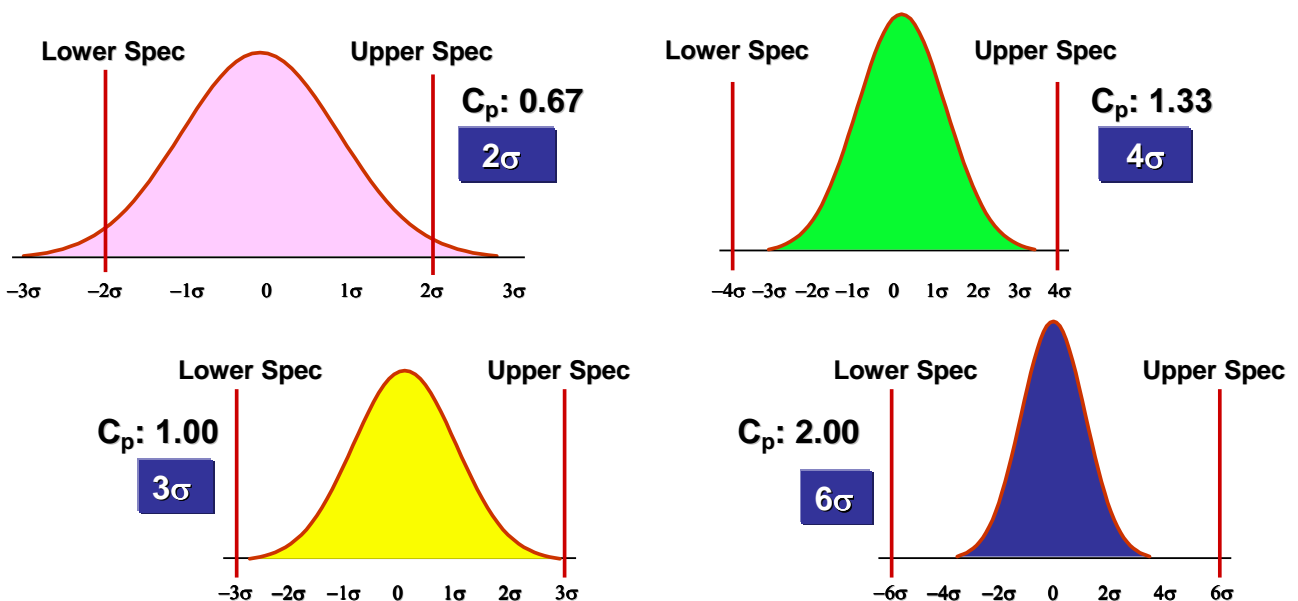 Lower Spec
Upper Spec
Cp: 0.67
2σ
−3σ −2σ −1σ 0 1σ 2σ 3σ
Lower Spec
Upper Spec
Cp: 1.33
4σ
−4σ −3σ −2σ −1σ 0 1σ 2σ 3σ 4σ
Lower Spec
Upper Spec
Cp: 1.00
3σ
−3σ −2σ −1σ 0 1σ 2σ 3σ
Lower Spec
Upper Spec
Cp: 2.00
6σ
−6σ −4σ −2σ 0 2σ 4σ 6σ